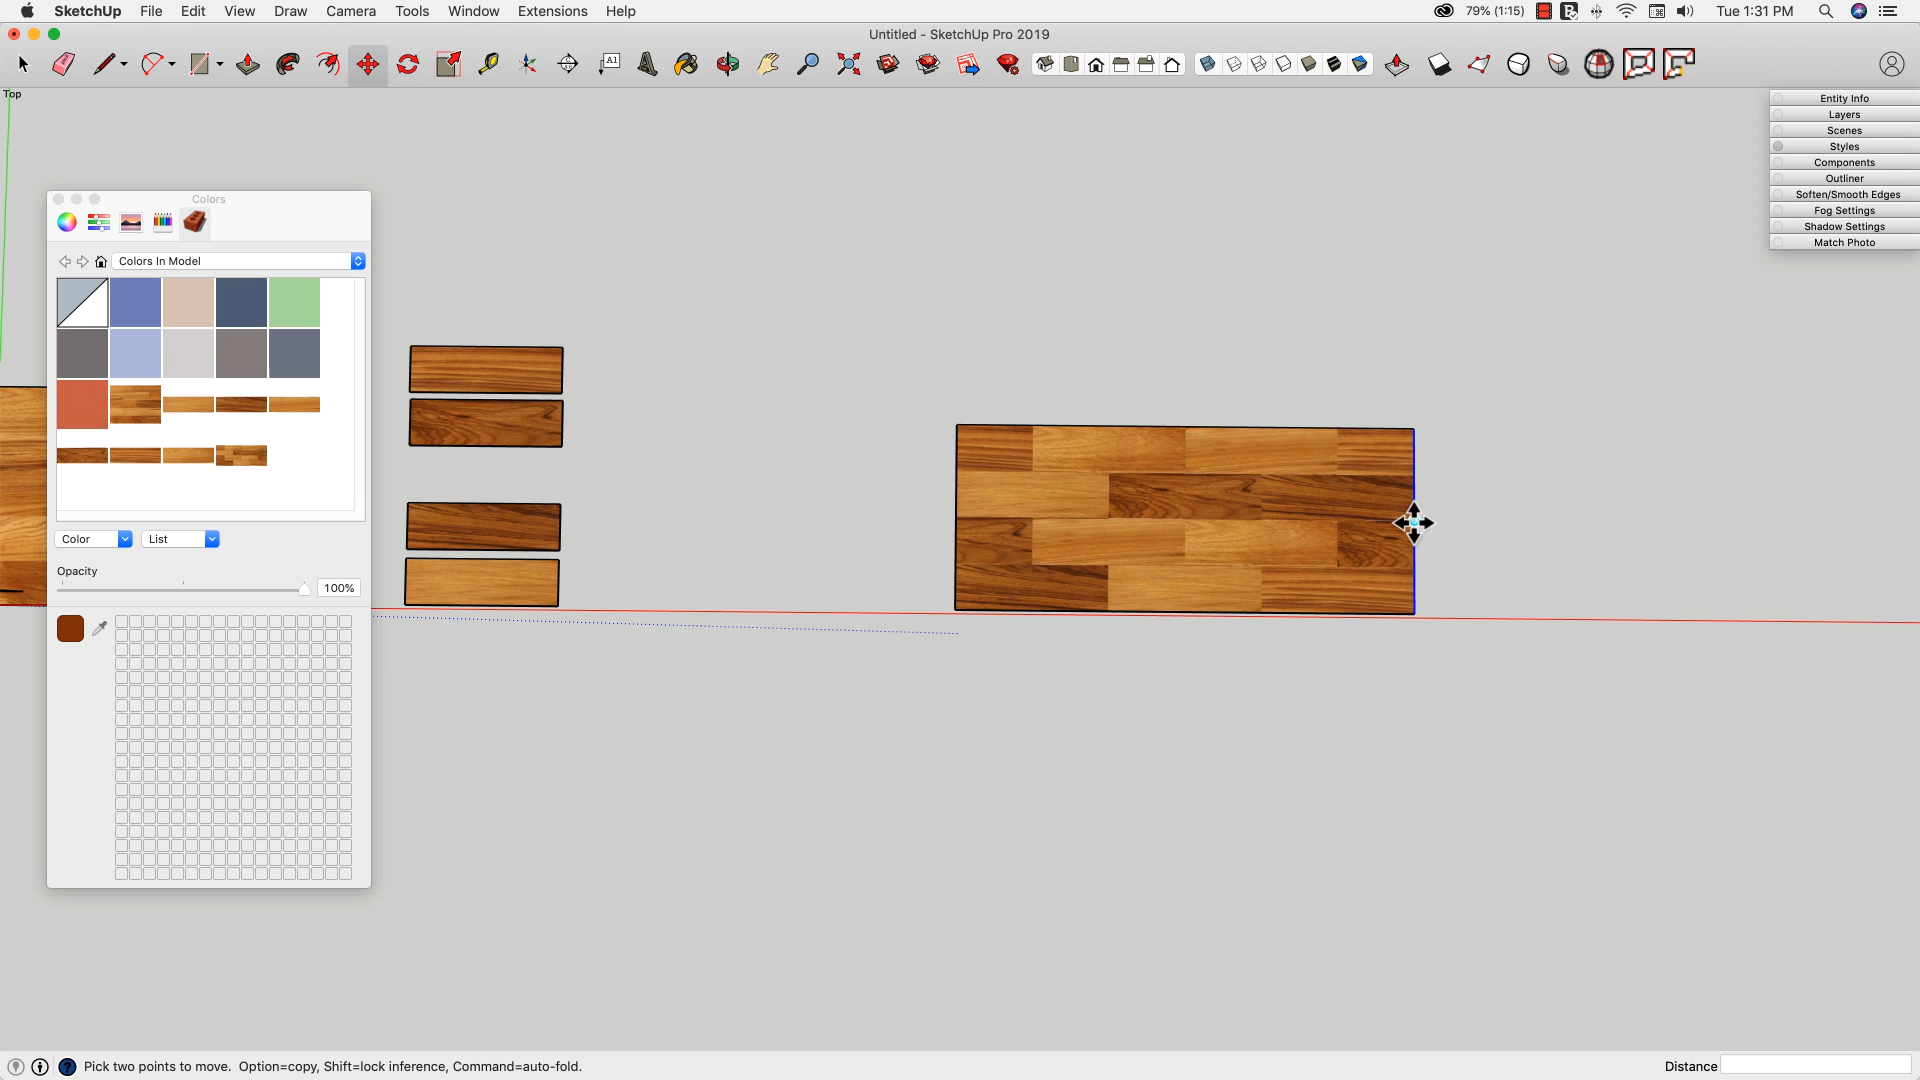 SketchUp File Edit View Draw Camera Tools Window Extensions Help 79% (1:15) Tue 1:31 PM
Untitled - SketchUp Pro 2019
A1
Top
Entity Info
Layers
Scenes
Styles
Components
Outliner
Soften/Smooth Edges
Fog Settings
Shadow Settings
Match Photo
Colors
Colors In Model
Color List
Opacity
100%
Pick two points to move. Option=copy, Shift=lock inference, Command=auto-fold.
Distance